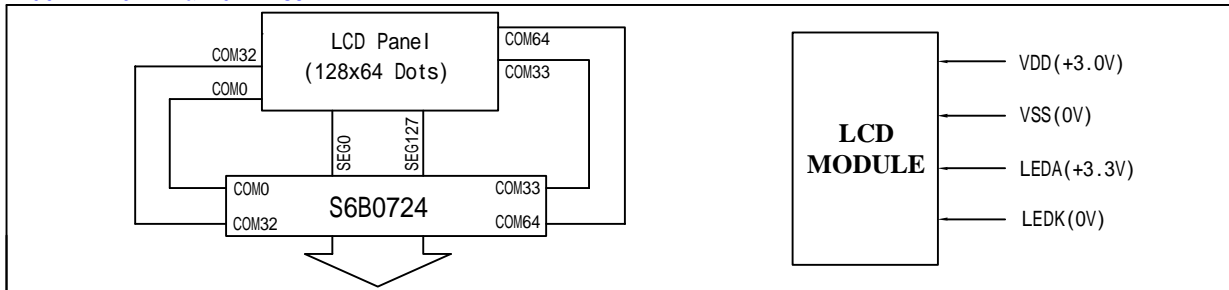 LCD Panel
(128x64 Dots)
COM32
COM0
COM64
COM33
SEG0
SEG127
COM0
COM32
S6B0724
COM33
COM64
LCD
MODULE
VDD(+3.0V)
VSS(0V)
LEDA(+3.3V)
LEDK(0V)